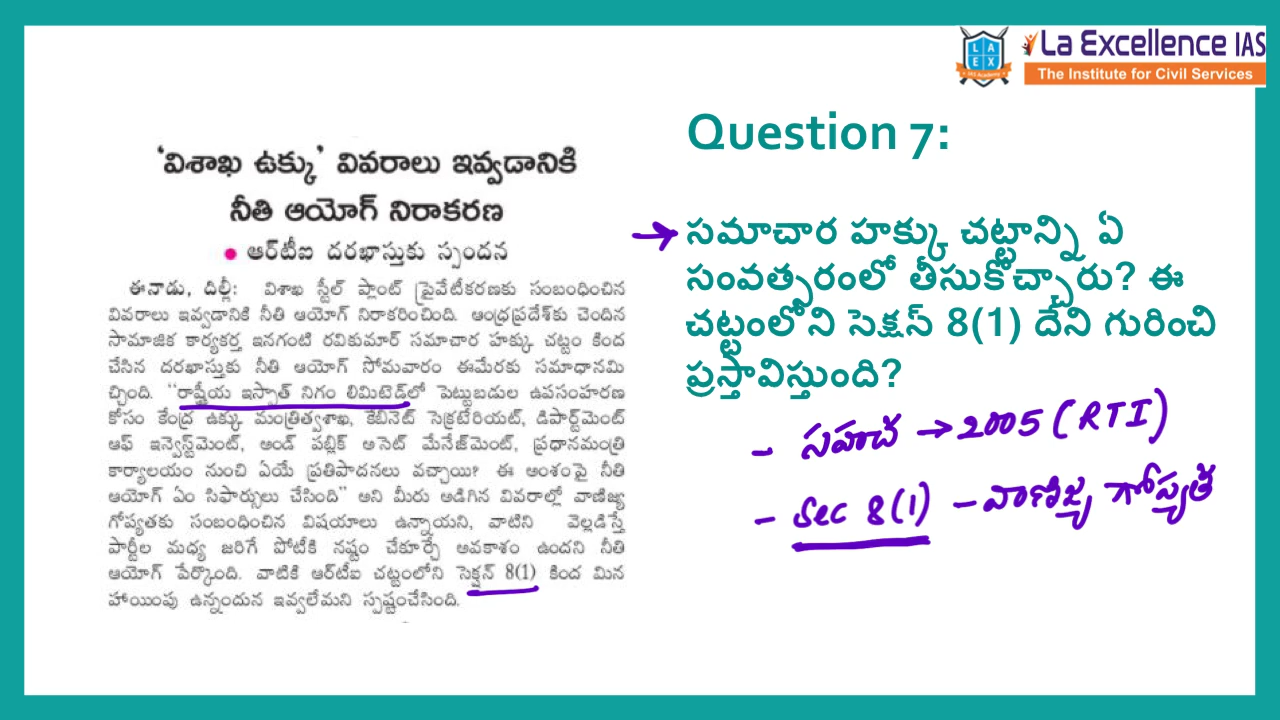 La Excellence IAS
LAEX
IAS Academy
The Institute for Civil Services
Question 7:
'విశాఖ ఉక్కు' వివరాలు ఇవ్వడానికి
నీతి ఆయోగ్ నిరాకరణ
• ఆర్‌టీఐ దరఖాస్తుకు స్పందన
ఈనాడు, దిల్లీ: విశాఖ స్టీల్ ప్లాంట్ ప్రైవేటీకరణకు సంబంధించిన
వివరాలు ఇవ్వడానికి నీతి ఆయోగ్ నిరాకరించింది. ఆంధ్రప్రదేశ్‌కు చెందిన
సామాజిక కార్యకర్త ఇనగంటి రవికుమార్ సమాచార హక్కు చట్టం కింద
చేసిన దరఖాస్తుకు నీతి ఆయోగ్ సోమవారం ఈమేరకు సమాధానమి
చ్చింది. ''రాష్ట్రీయ ఇస్పాత్ నిగం లిమిటెడ్‌లో పెట్టుబడుల ఉపసంహరణ
కోసం కేంద్ర ఉక్కు మంత్రిత్వశాఖ, కేబినెట్ సెక్రటేరియట్, డిపార్ట్‌మెంట్
ఆఫ్ ఇన్వెస్ట్‌మెంట్, అండ్ పబ్లిక్ అసెట్ మేనేజ్‌మెంట్, ప్రధానమంత్రి
కార్యాలయం నుంచి ఏయే ప్రతిపాదనలు వచ్చాయి? ఈ అంశంపై నీతి
ఆయోగ్ ఏం సిఫార్సులు చేసింది'' అని మీరు అడిగిన వివరాల్లో వాణిజ్య
గోప్యతకు సంబంధించిన విషయాలు ఉన్నాయని, వాటిని వెల్లడిస్తే
పార్టీల మధ్య జరిగే పోటీకి నష్టం చేకూర్చే అవకాశం ఉందని నీతి
ఆయోగ్ పేర్కొంది. వాటికి ఆర్‌టీఐ చట్టంలోని సెక్షన్ 8(1) కింద మిన
హాయింపు ఉన్నందున ఇవ్వలేమని స్పష్టంచేసింది.
→ సమాచార హక్కు చట్టాన్ని ఏ
సంవత్సరంలో తీసుకొచ్చారు? ఈ
చట్టంలోని సెక్షన్ 8(1) దేని గురించి
ప్రస్తావిస్తుంది?
- సహచ → 2005 (RTI)
- Sec 8(1) - వాణిజ్య గోప్యత